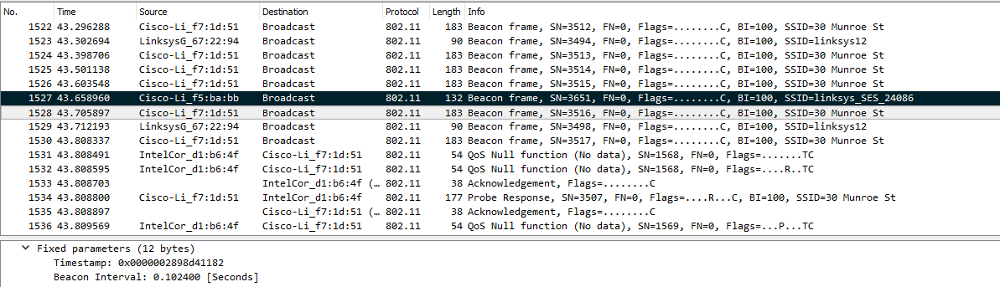 No. Time Source Destination Protocol Length Info
1522 43.296288 Cisco-Li_f7:1d:51 Broadcast 802.11 183 Beacon frame, SN=3512, FN=0, Flags=........C, BI=100, SSID=30 Munroe St
1523 43.302694 LinksysG_67:22:94 Broadcast 802.11 90 Beacon frame, SN=3494, FN=0, Flags=........C, BI=100, SSID=linksys12
1524 43.398706 Cisco-Li_f7:1d:51 Broadcast 802.11 183 Beacon frame, SN=3513, FN=0, Flags=........C, BI=100, SSID=30 Munroe St
1525 43.501138 Cisco-Li_f7:1d:51 Broadcast 802.11 183 Beacon frame, SN=3514, FN=0, Flags=........C, BI=100, SSID=30 Munroe St
1526 43.603548 Cisco-Li_f7:1d:51 Broadcast 802.11 183 Beacon frame, SN=3515, FN=0, Flags=........C, BI=100, SSID=30 Munroe St
1527 43.658960 Cisco-Li_f5:ba:bb Broadcast 802.11 132 Beacon frame, SN=3651, FN=0, Flags=........C, BI=100, SSID=linksys_SES_24086
1528 43.705897 Cisco-Li_f7:1d:51 Broadcast 802.11 183 Beacon frame, SN=3516, FN=0, Flags=........C, BI=100, SSID=30 Munroe St
1529 43.712193 LinksysG_67:22:94 Broadcast 802.11 90 Beacon frame, SN=3498, FN=0, Flags=........C, BI=100, SSID=linksys12
1530 43.808337 Cisco-Li_f7:1d:51 Broadcast 802.11 183 Beacon frame, SN=3517, FN=0, Flags=........C, BI=100, SSID=30 Munroe St
1531 43.808491 IntelCor_d1:b6:4f Cisco-Li_f7:1d:51 802.11 54 QoS Null function (No data), SN=1568, FN=0, Flags=.......TC
1532 43.808595 IntelCor_d1:b6:4f Cisco-Li_f7:1d:51 802.11 54 QoS Null function (No data), SN=1568, FN=0, Flags=....R..TC
1533 43.808703 IntelCor_d1:b6:4f (… 802.11 38 Acknowledgement, Flags=........C
1534 43.808800 Cisco-Li_f7:1d:51 IntelCor_d1:b6:4f 802.11 177 Probe Response, SN=3507, FN=0, Flags=....R...C, BI=100, SSID=30 Munroe St
1535 43.808897 Cisco-Li_f7:1d:51 (… 802.11 38 Acknowledgement, Flags=........C
1536 43.809569 IntelCor_d1:b6:4f Cisco-Li_f7:1d:51 802.11 54 QoS Null function (No data), SN=1569, FN=0, Flags=...P...TC
Fixed parameters (12 bytes)
Timestamp: 0x0000002898d41182
Beacon Interval: 0.102400 [Seconds]